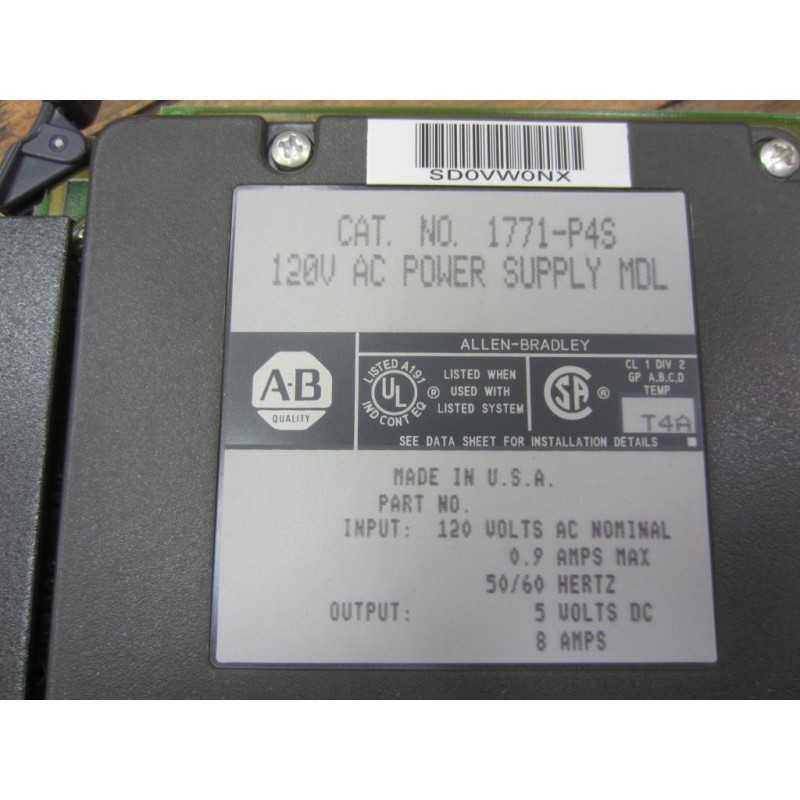 SD0VW0NX
CAT. NO. 1771-P4S
120V AC POWER SUPPLY MDL
ALLEN-BRADLEY
A-B
QUALITY
LISTED A191
UL
IND CONT EQ
®
LISTED WHEN
USED WITH
LISTED SYSTEM
SA
®
CL 1 DIV 2
GP A,B,C,D
TEMP
T4A
SEE DATA SHEET FOR INSTALLATION DETAILS
MADE IN U.S.A.
PART NO.
INPUT: 120 VOLTS AC NOMINAL
0.9 AMPS MAX
50/60 HERTZ
OUTPUT: 5 VOLTS DC
8 AMPS